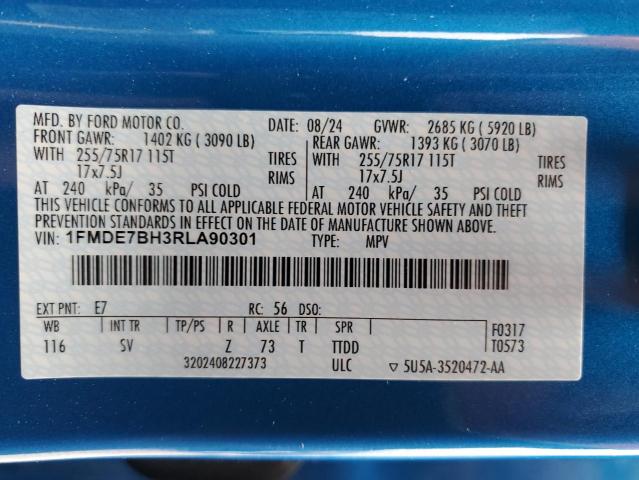 MFD. BY FORD MOTOR CO. DATE: 08/24 GVWR: 2685 KG ( 5920 LB)
FRONT GAWR: 1402 KG ( 3090 LB) REAR GAWR: 1393 KG ( 3070 LB)
WITH 255/75R17 115T TIRES WITH 255/75R17 115T TIRES
17x7.5J RIMS 17x7.5J RIMS
AT 240 kPa/ 35 PSI COLD AT 240 kPa/ 35 PSI COLD
THIS VEHICLE CONFORMS TO ALL APPLICABLE FEDERAL MOTOR VEHICLE SAFETY AND THEFT
PREVENTION STANDARDS IN EFFECT ON THE DATE OF MANUFACTURE SHOWN ABOVE.
VIN: 1FMDE7BH3RLA90301 TYPE: MPV
EXT PNT: E7 RC: 56 DSO:
WB INT TR TP/PS R AXLE TR SPR F0317
116 SV Z 73 T TTDD T0573
3202408227373 ULC ▽ 5U5A-3520472-AA